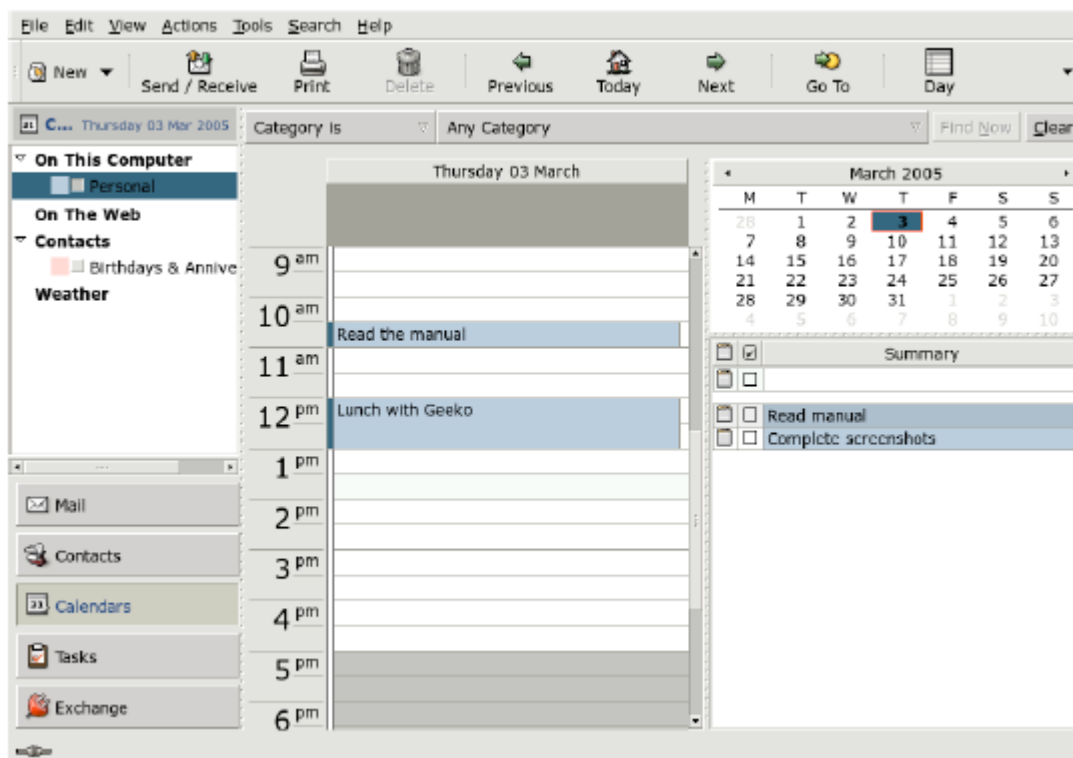 File Edit View Actions Tools Search Help
New Send / Receive Print Delete Previous Today Next Go To Day
C... Thursday 03 Mar 2005
Category is Any Category Find Now Clear
On This Computer
Personal
On The Web
Contacts
Birthdays & Annive
Weather
Mail
Contacts
Calendars
Tasks
Exchange
Thursday 03 March
9 am
10 am
Read the manual
11 am
12 pm Lunch with Geeko
1 pm
2 pm
3 pm
4 pm
5 pm
6 pm
March 2005
M T W T F S S
28 1 2 3 4 5 6
7 8 9 10 11 12 13
14 15 16 17 18 19 20
21 22 23 24 25 26 27
28 29 30 31 1 2 3
4 5 6 7 8 9 10
Summary
Read manual
Complete screenshots